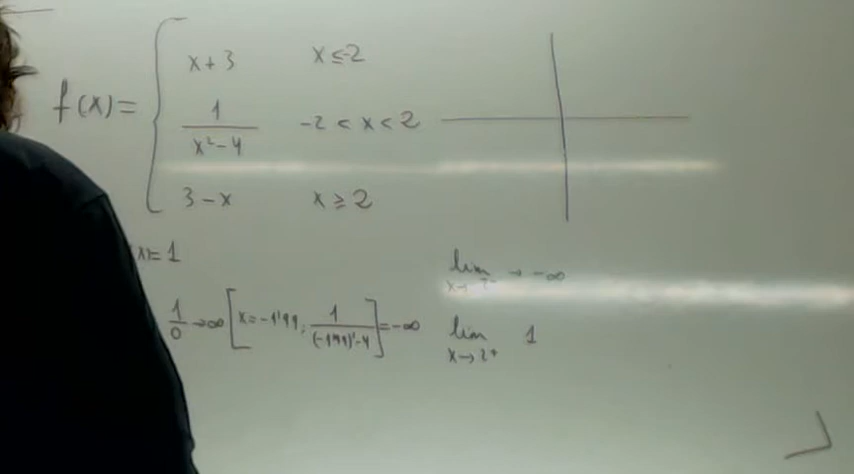 f(x) =
x + 3 x ≤ -2
1/(x² - 4) -2 < x < 2
3 - x x ≥ 2
x) = 1
lim x→ → -∞
1/0 → ∞ [x = -1'99; 1/((-1'99)² - 4)] = -∞
lim x→2⁺ 1